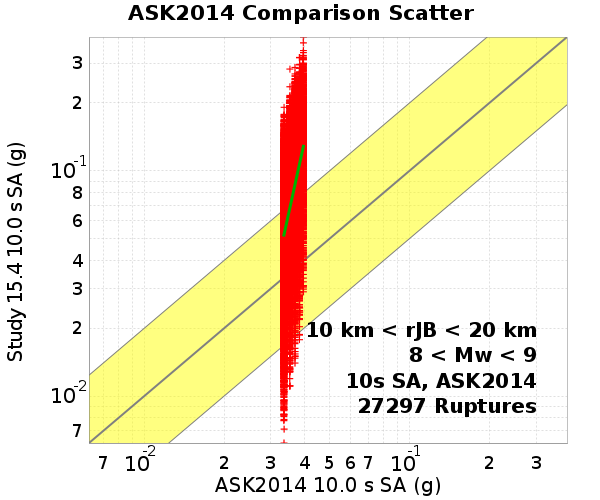 ASK2014 Comparison Scatter
Study 15.4 10.0 s SA (g)
3
2
10-1
8
6
4
3
2
10-2
7
10 km < rJB < 20 km
8 < Mw < 9
10s SA, ASK2014
27297 Ruptures
7 10-2 2 3 4 5 6 7 10-1 2 3
ASK2014 10.0 s SA (g)